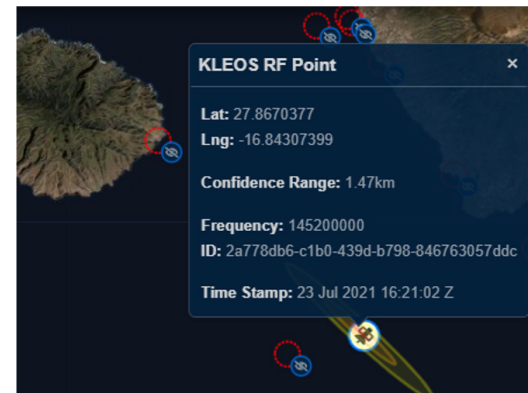 KLEOS RF Point ×
Lat: 27.8670377
Lng: -16.84307399
Confidence Range: 1.47km
Frequency: 145200000
ID: 2a778db6-c1b0-439d-b798-846763057ddc
Time Stamp: 23 Jul 2021 16:21:02 Z